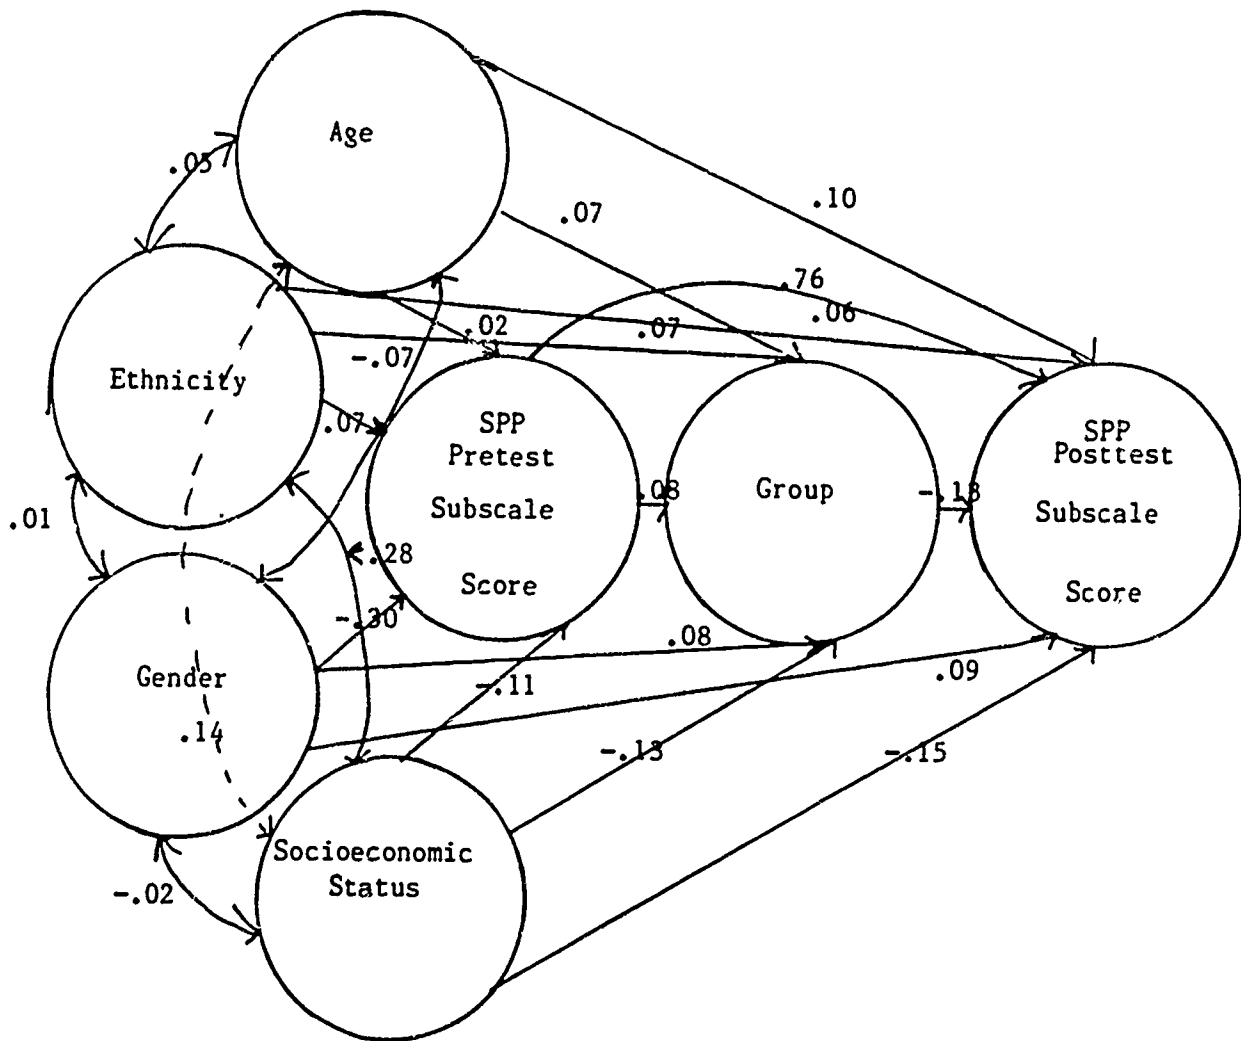 Age
.05
.10
.07
.76
.06
.02
.07
-.07
Ethnicity
.07
SPP
Pretest
Subscale
Score
.08
Group
SPP
Posttest
Subscale
Score
.01
.28
-.30
.08
Gender
-.11
.09
.14
-.13
-.15
Socioeconomic
Status
-.02